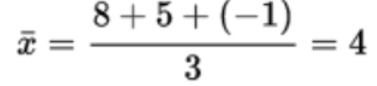 x̄ = (8 + 5 + (−1)) / 3 = 4